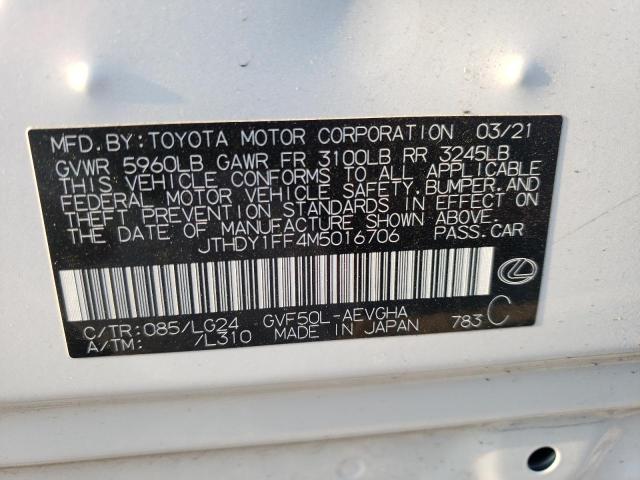 MFD.BY:TOYOTA MOTOR CORPORATION 03/21
GVWR 5960LB GAWR FR 3100LB RR 3245LB
THIS VEHICLE CONFORMS TO ALL APPLICABLE
FEDERAL MOTOR VEHICLE SAFETY,BUMPER,AND
THEFT PREVENTION STANDARDS IN EFFECT ON
THE DATE OF MANUFACTURE SHOWN ABOVE.
JTHDY1FF4M5016706 PASS.CAR
C/TR:085/LG24 GVF50L-AEVGHA
A/TM: /L310 MADE IN JAPAN 783 C